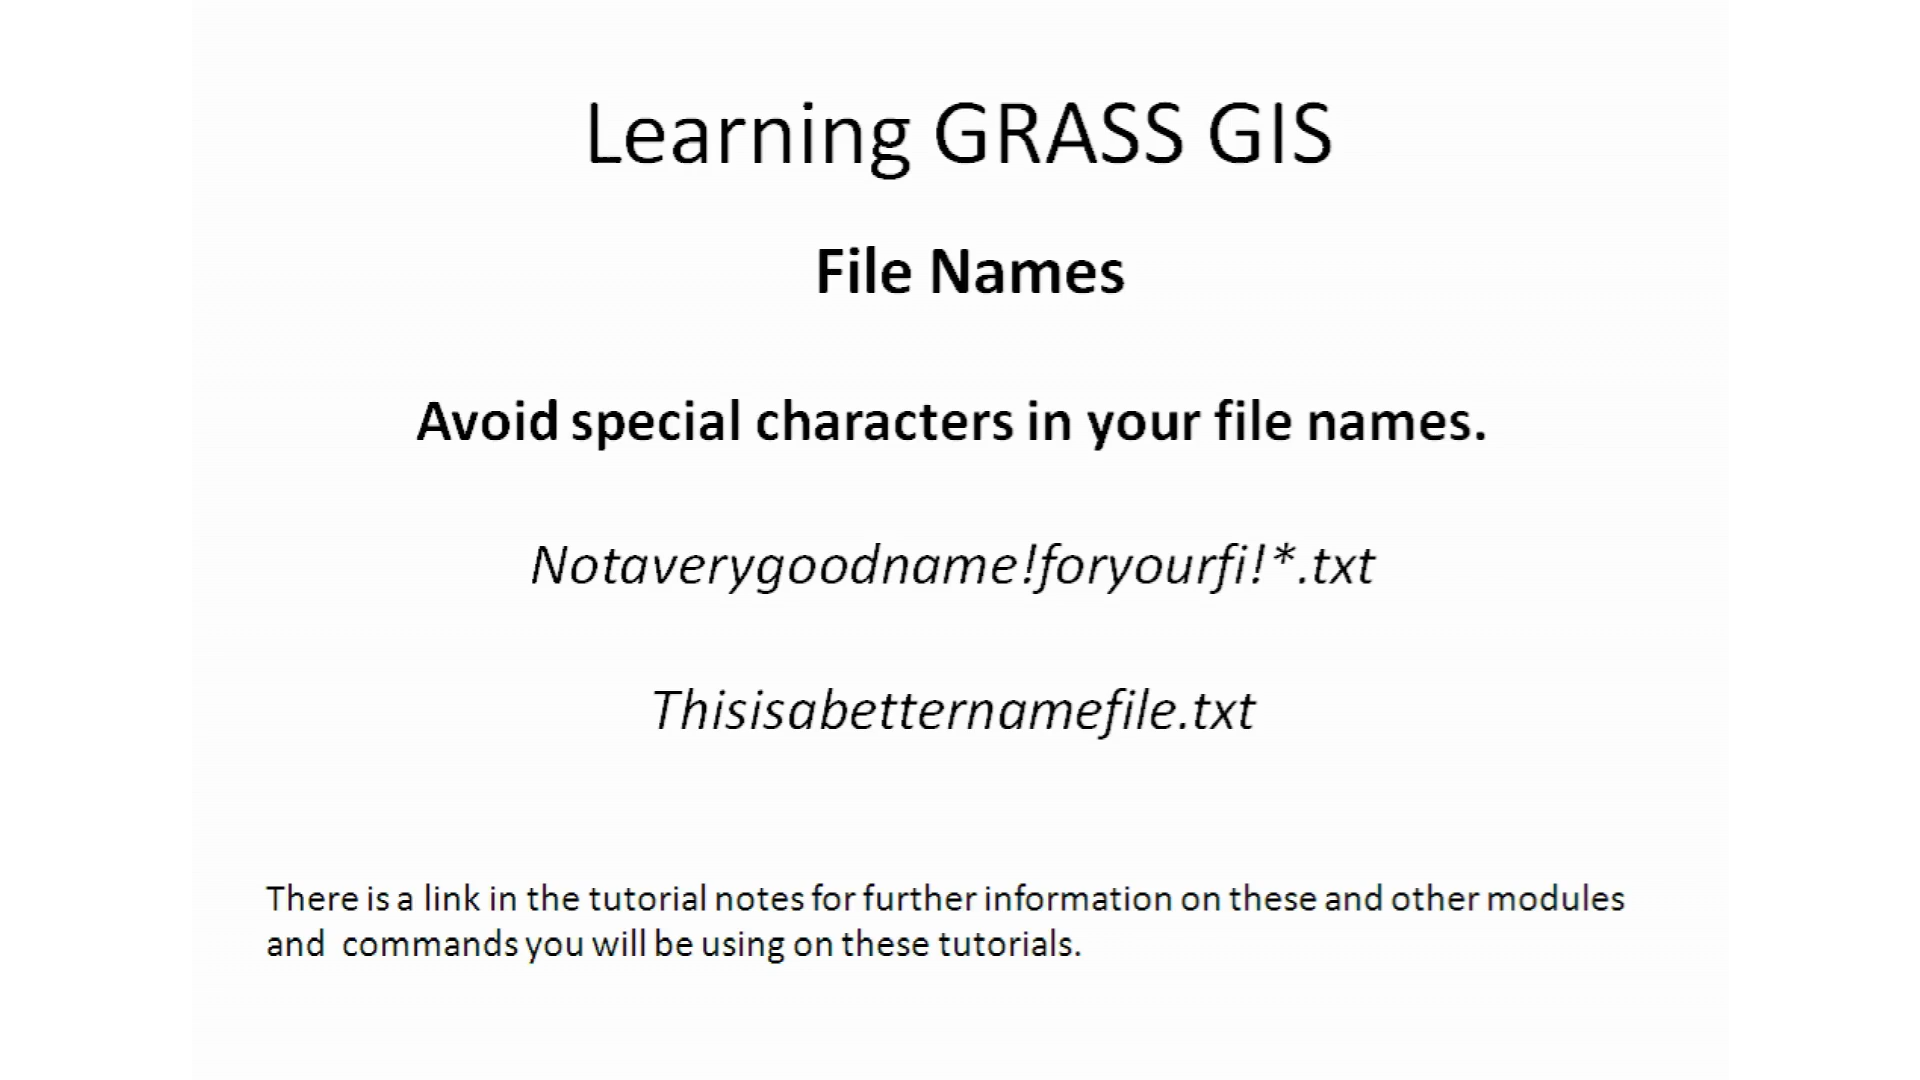 Learning GRASS GIS
File Names
Avoid special characters in your file names.
Notaverygoodname!foryourfi!*.txt
Thisisabetternamefile.txt
There is a link in the tutorial notes for further information on these and other modules
and commands you will be using on these tutorials.